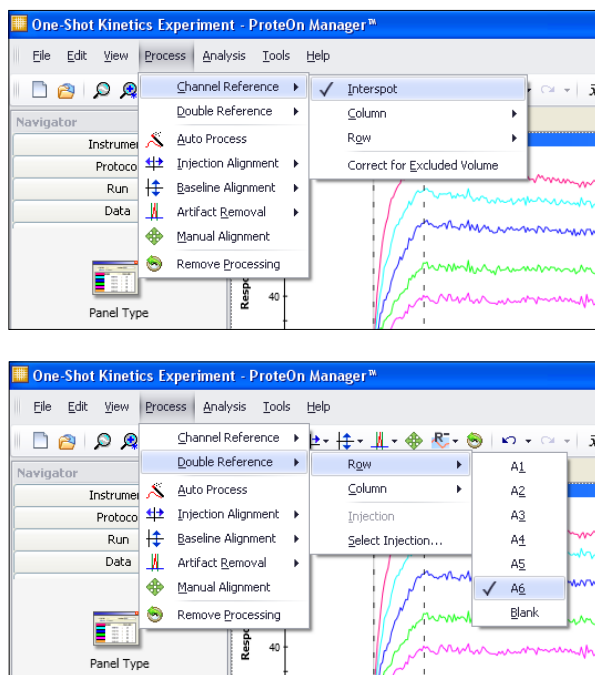 One-Shot Kinetics Experiment - ProteOn Manager™
File Edit View Process Analysis Tools Help
Navigator
Instrume
Protoco
Run
Data
Panel Type
Channel Reference
Double Reference
Auto Process
Injection Alignment
Baseline Alignment
Artifact Removal
Manual Alignment
Remove Processing
Interspot
Column
Row
Correct for Excluded Volume
Respo
40
One-Shot Kinetics Experiment - ProteOn Manager™
File Edit View Process Analysis Tools Help
Navigator
Instrume
Protoco
Run
Data
Panel Type
Channel Reference
Double Reference
Auto Process
Injection Alignment
Baseline Alignment
Artifact Removal
Manual Alignment
Remove Processing
Row
Column
Injection
Select Injection...
A1
A2
A3
A4
A5
A6
Blank
Respo
40